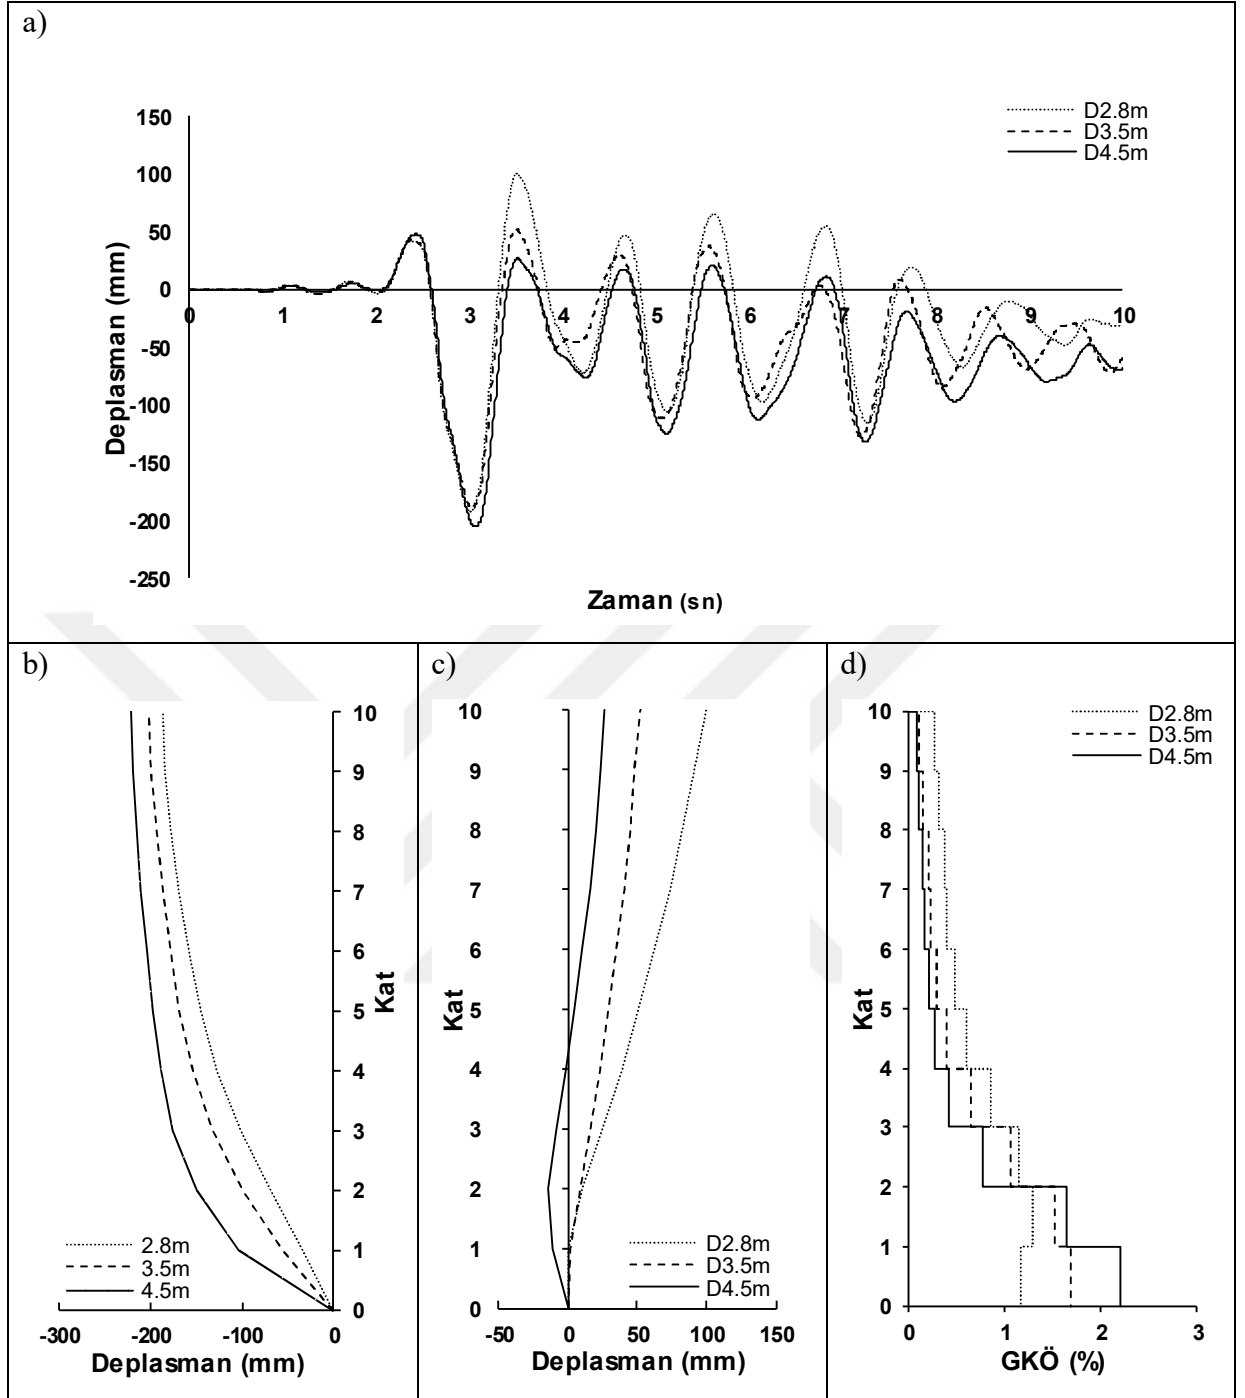 a)
150
100
50
0
-50
-100
-150
-200
-250
Deplasman (mm)
0 1 2 3 4 5 6 7 8 9 10
Zaman (sn)
D2.8m
D3.5m
D4.5m
b)
10
9
8
7
6
5
4
3
2
1
0
Kat
2.8m
3.5m
4.5m
-300 -200 -100 0
Deplasman (mm)
c)
10
9
8
7
6
5
4
3
2
1
0
Kat
D2.8m
D3.5m
D4.5m
-50 0 50 100 150
Deplasman (mm)
d)
10
9
8
7
6
5
4
3
2
1
0
Kat
D2.8m
D3.5m
D4.5m
0 1 2 3
GKÖ (%)